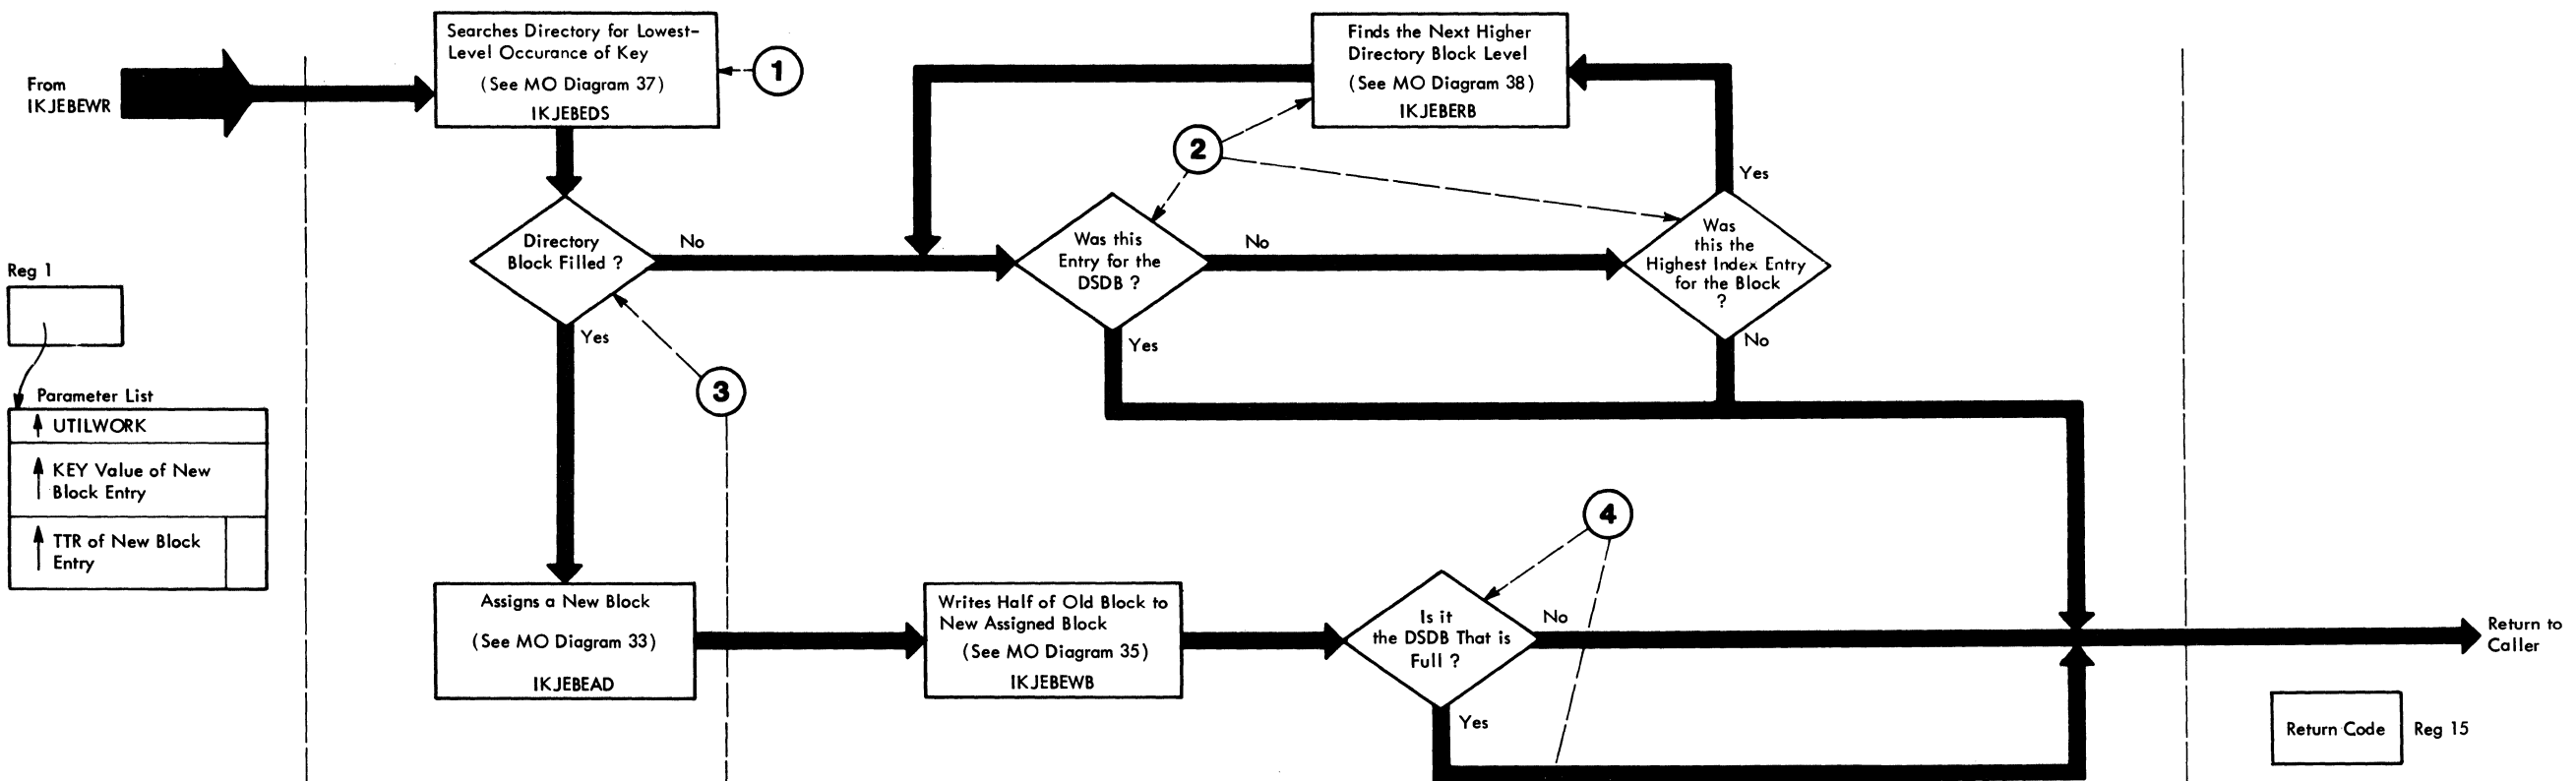 Searches Directory for Lowest-
Level Occurance of Key
(See MO Diagram 37)
IKJEBEDS
1
Finds the Next Higher
Directory Block Level
(See MO Diagram 38)
IKJEBERB
From
IKJEBEWR
2
Yes
Directory
Block Filled ?
No
Was this
Entry for the
DSDB ?
No
Was
this the
Highest Index Entry
for the Block
?
Reg 1
Yes
Yes
No
3
Parameter List
UTILWORK
KEY Value of New
Block Entry
TTR of New Block
Entry
4
Assigns a New Block
(See MO Diagram 33)
IKJEBEAD
Writes Half of Old Block to
New Assigned Block
(See MO Diagram 35)
IKJEBEWB
Is it
the DSDB That is
Full ?
No
Yes
Return to
Caller
Return Code
Reg 15